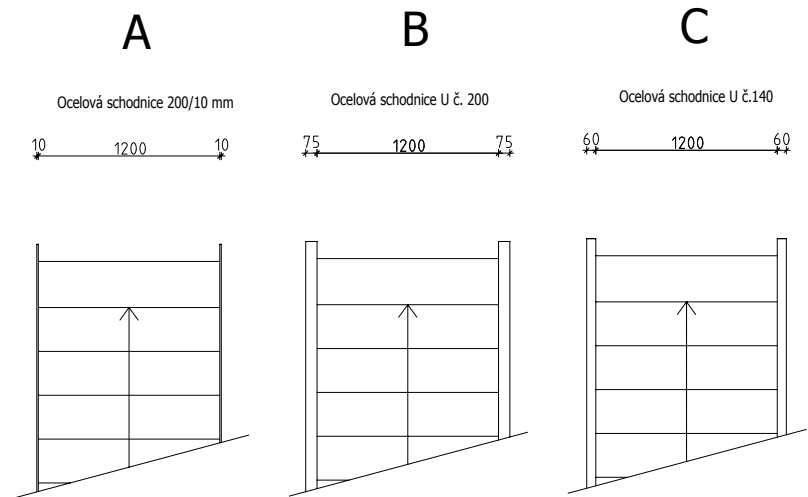 A B C
Ocelová schodnice 200/10 mm
Ocelová schodnice U č. 200
Ocelová schodnice U č.140
10 1200 10
75 1200 75
60 1200 60